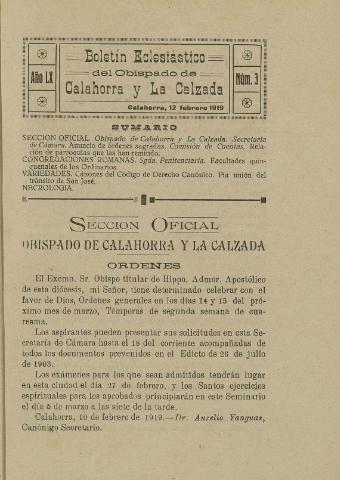 Año LX
Boletín Eclesiástico
del Obispado de
Calahorra y La Calzada
Núm. 3
Calahorra, 12 febrero 1919
SUMARIO
SECCION OFICIAL. Obispado de Calahorra y La Calzada. Secretaría
de Cámara. Anuncio de órdenes sagradas. Comisión de Cuentas. Rela-
ción de parroquias que las han remitido.
CONGREGACIONES ROMANAS. Sgda. Penitenciaría. Facultades quin-
quenales de los Ordinarios.
VARIEDADES. Cánones del Código de Derecho Canónico. Pía unión del
tránsito de San José.
NECROLOGIA.
SECCION OFICIAL
OBISPADO DE CALAHORRA Y LA CALZADA
ORDENES
El Excmo. Sr. Obispo titular de Hippo, Admor. Apostólico
de esta diócesis, mi Señor, tiene determinado celebrar con el
favor de Dios, Ordenes generales en los días 14 y 15 del pró-
ximo mes de marzo, Témporas de segunda semana de cua-
resma.
Los aspirantes pueden presentar sus solicitudes en esta Se-
cretaría de Cámara hasta el 18 del corriente acompañadas de
todos los documentos prevenidos en el Edicto de 26 de julio
de 1903.
Los exámenes para los que sean admitidos tendrán lugar
en esta ciudad el día 27 de febrero, y los Santos ejercicios
espirituales para los aprobados principiarán en este Seminario
el día 5 de marzo a las siete de la tarde.
Calahorra, 10 de febrero de 1919.—Dr. Aurelio Yanguas,
Canónigo Secretario.